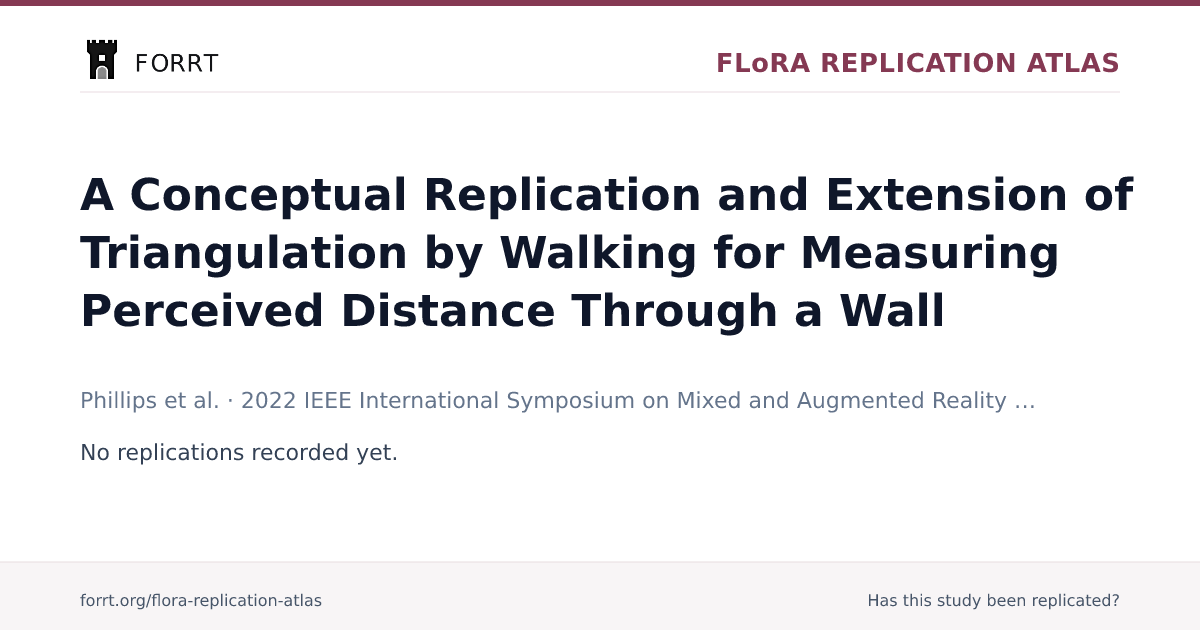 FORRT
FLoRA REPLICATION ATLAS
A Conceptual Replication and Extension of
Triangulation by Walking for Measuring
Perceived Distance Through a Wall
Phillips et al. · 2022 IEEE International Symposium on Mixed and Augmented Reality …
No replications recorded yet.
forrt.org/flora-replication-atlas
Has this study been replicated?